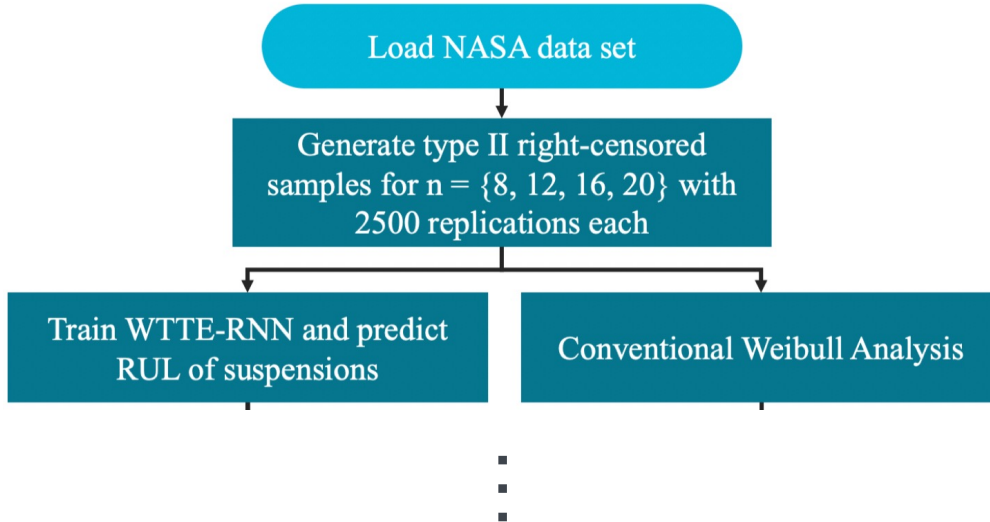 Load NASA data set
Generate type II right-censored
samples for n = {8, 12, 16, 20} with
2500 replications each
Train WTTE-RNN and predict
RUL of suspensions
Conventional Weibull Analysis